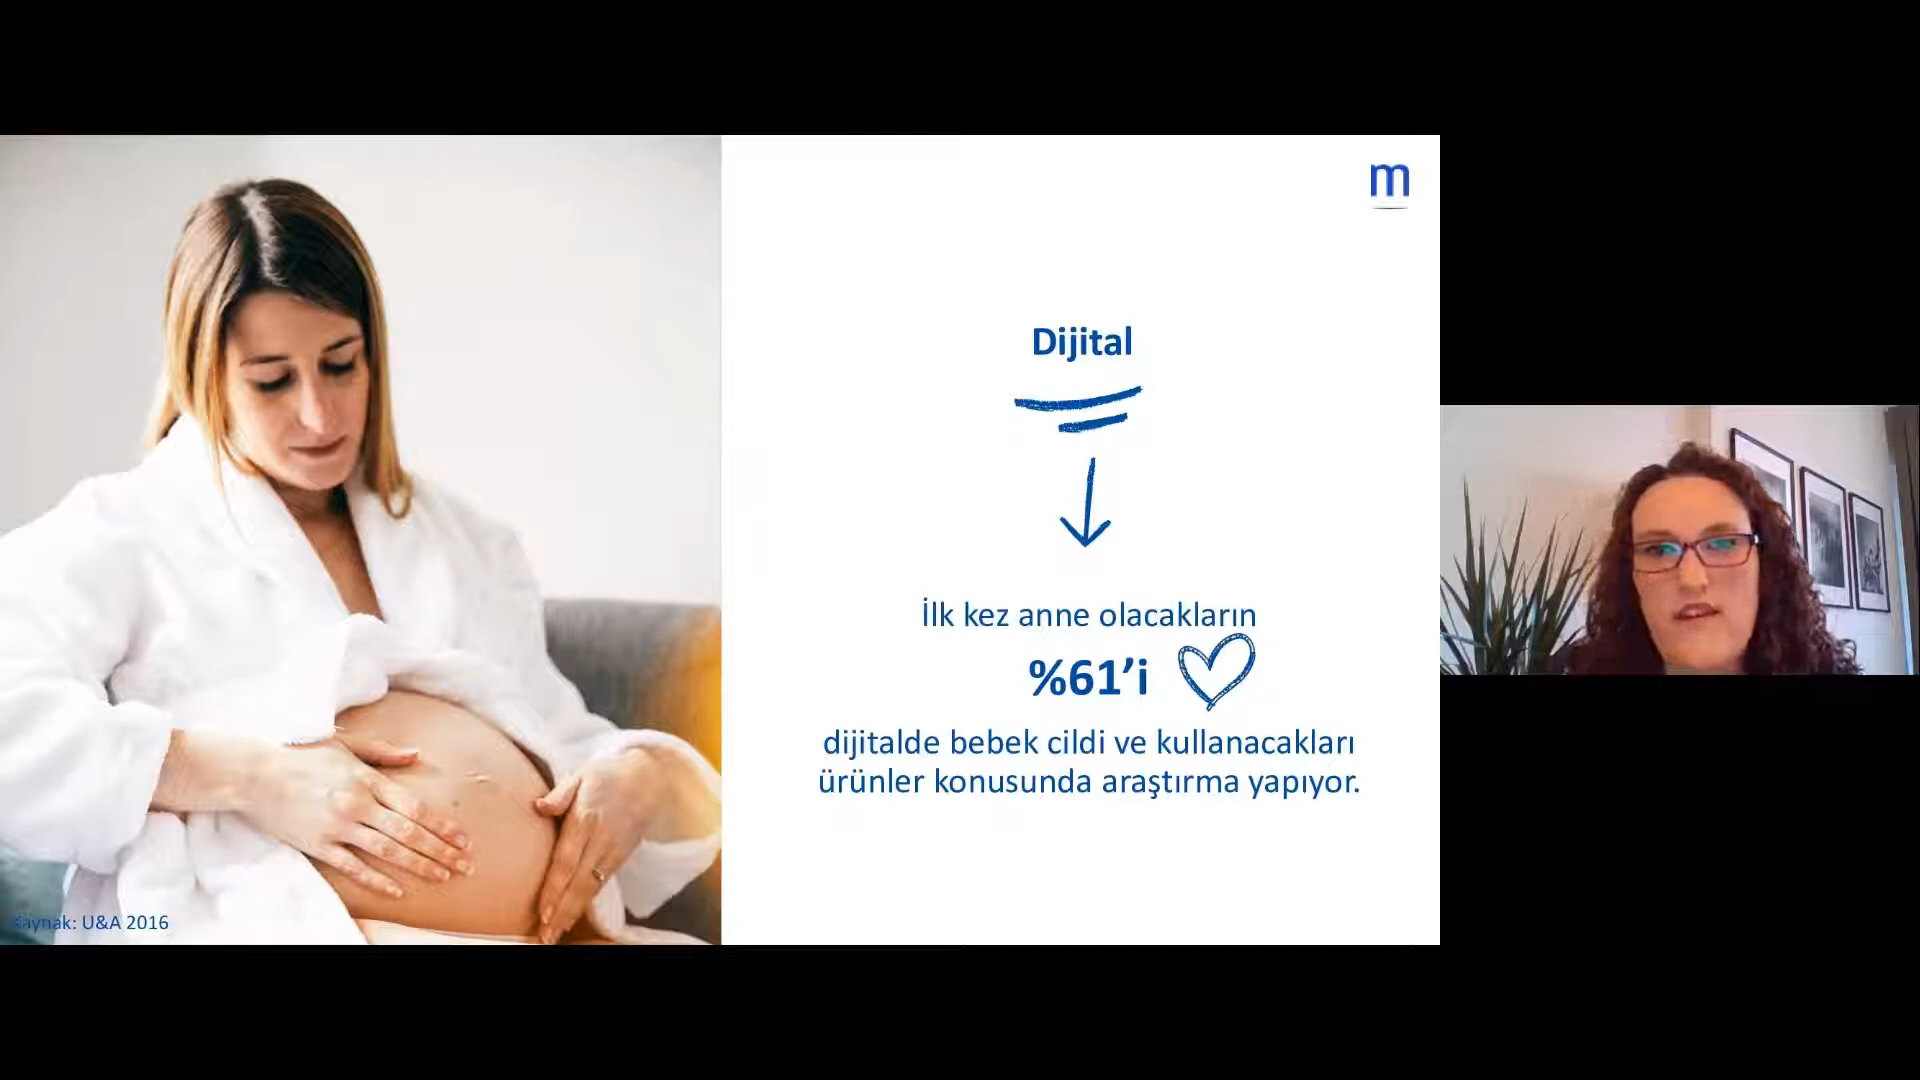 m
Dijital
İlk kez anne olacakların
%61’i
dijitalde bebek cildi ve kullanacakları
ürünler konusunda araştırma yapıyor.
Kaynak: U&A 2016